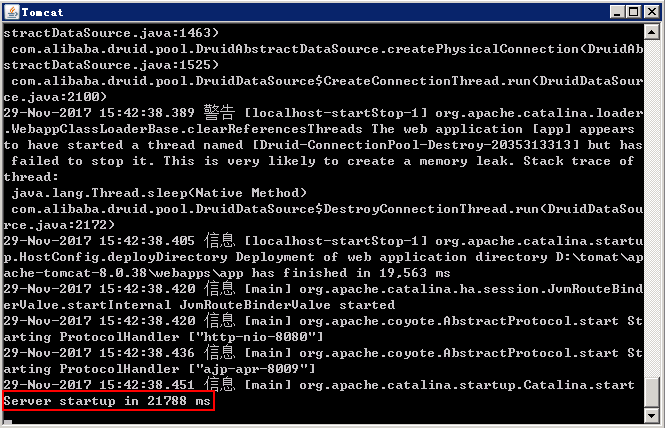 Tomcat
stractDataSource.java:1463)
com.alibaba.druid.pool.DruidAbstractDataSource.createPhysicalConnection(DruidAb
stractDataSource.java:1525)
com.alibaba.druid.pool.DruidDataSource$CreateConnectionThread.run(DruidDataSour
ce.java:2100)
29-Nov-2017 15:42:38.389 警告 [localhost-startStop-1] org.apache.catalina.loader
.WebappClassLoaderBase.clearReferencesThreads The web application [app] appears
to have started a thread named [Druid-ConnectionPool-Destroy-2035313313] but has
failed to stop it. This is very likely to create a memory leak. Stack trace of
thread:
java.lang.Thread.sleep(Native Method)
com.alibaba.druid.pool.DruidDataSource$DestroyConnectionThread.run(DruidDataSou
rce.java:2172)
29-Nov-2017 15:42:38.405 信息 [localhost-startStop-1] org.apache.catalina.startu
p.HostConfig.deployDirectory Deployment of web application directory D:\tomat\ap
ache-tomcat-8.0.38\webapps\app has finished in 19,563 ms
29-Nov-2017 15:42:38.420 信息 [main] org.apache.catalina.ha.session.JvmRouteBind
erValve.startInternal JvmRouteBinderValve started
29-Nov-2017 15:42:38.420 信息 [main] org.apache.coyote.AbstractProtocol.start St
arting ProtocolHandler ["http-nio-8080"]
29-Nov-2017 15:42:38.436 信息 [main] org.apache.coyote.AbstractProtocol.start St
arting ProtocolHandler ["ajp-apr-8009"]
29-Nov-2017 15:42:38.451 信息 [main] org.apache.catalina.startup.Catalina.start
Server startup in 21788 ms